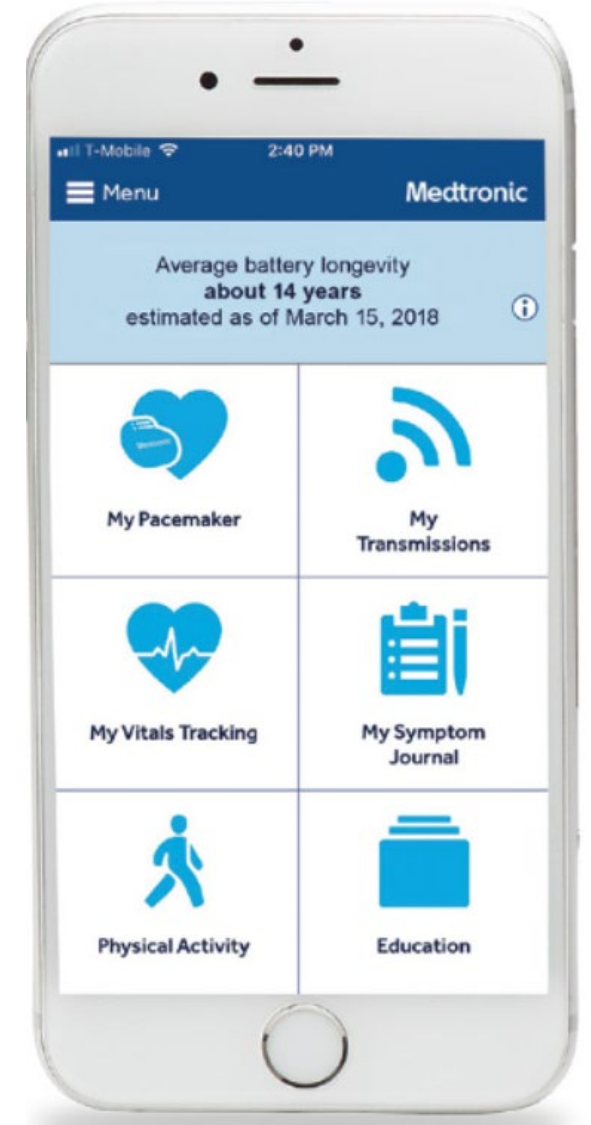 T-Mobile 2:40 PM
Menu Medtronic
Average battery longevity
about 14 years
estimated as of March 15, 2018
My Pacemaker
My
Transmissions
My Vitals Tracking
My Symptom
Journal
Physical Activity
Education